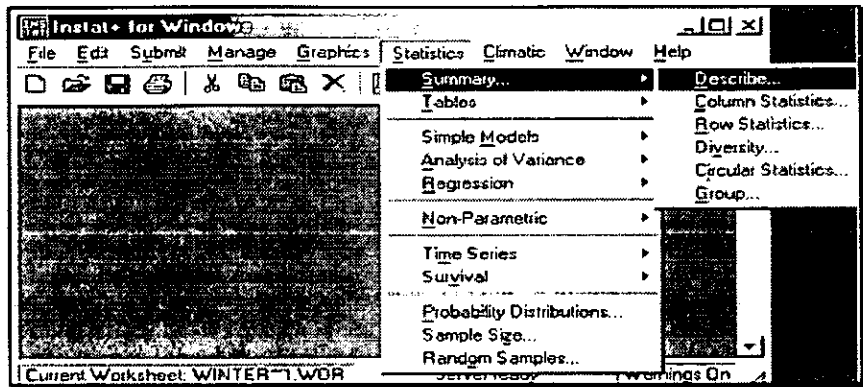 Instat+ for Windows
File Edit Submit Manage Graphics Statistics Climatic Window Help
Summary...
Tables
Simple Models
Analysis of Variance
Regression
Non-Parametric
Time Series
Survival
Probability Distributions...
Sample Size...
Random Samples...
Describe...
Column Statistics...
Row Statistics...
Diversity...
Circular Statistics...
Group...
Current Worksheet: WINTER~1.WOR Server ready Warnings On